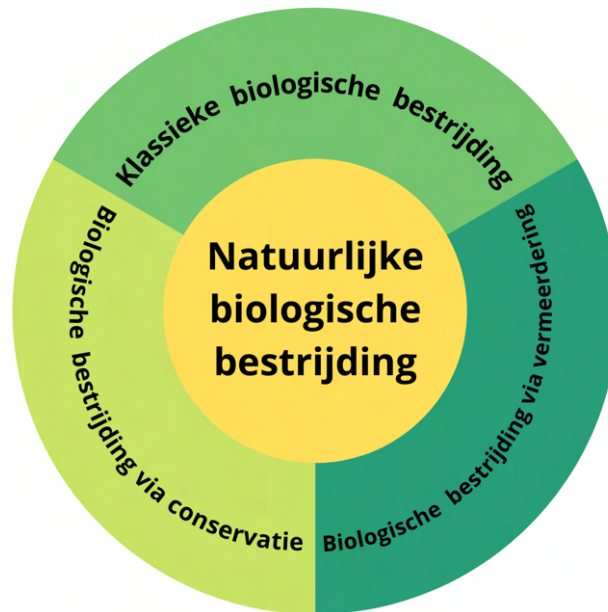 Klassieke biologische bestrijding
Natuurlijke
biologische
bestrijding
Biologische bestrijding via conservatie
Biologische bestrijding via vermeerdering